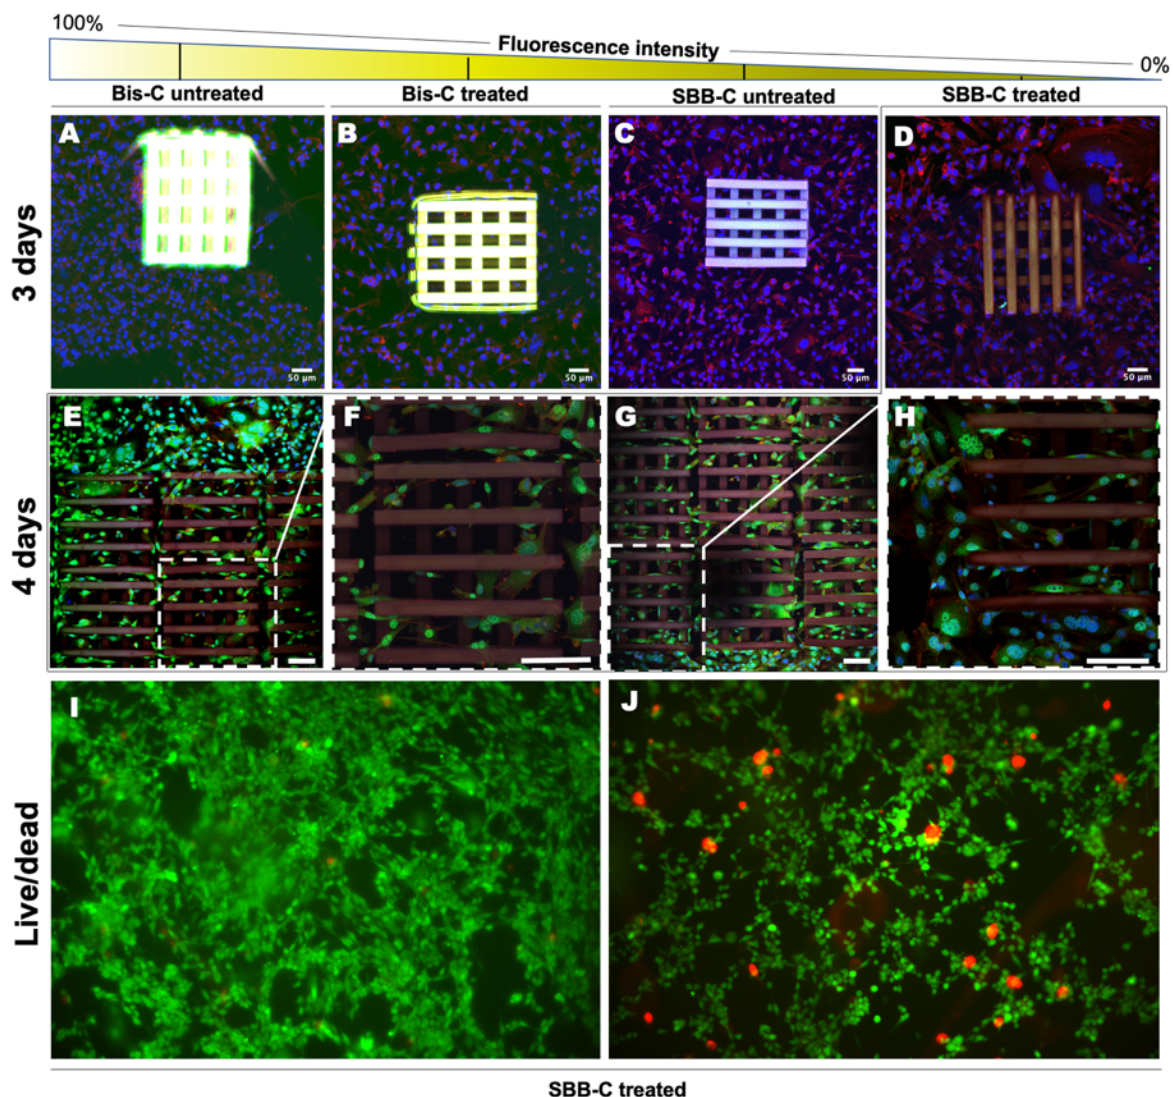 100%
Fluorescence intensity
0%
Bis-C untreated
Bis-C treated
SBB-C untreated
SBB-C treated
3 days
A
B
C
D
50 µm
50 µm
50 µm
50 µm
4 days
E
F
G
H
Live/dead
I
J
SBB-C treated